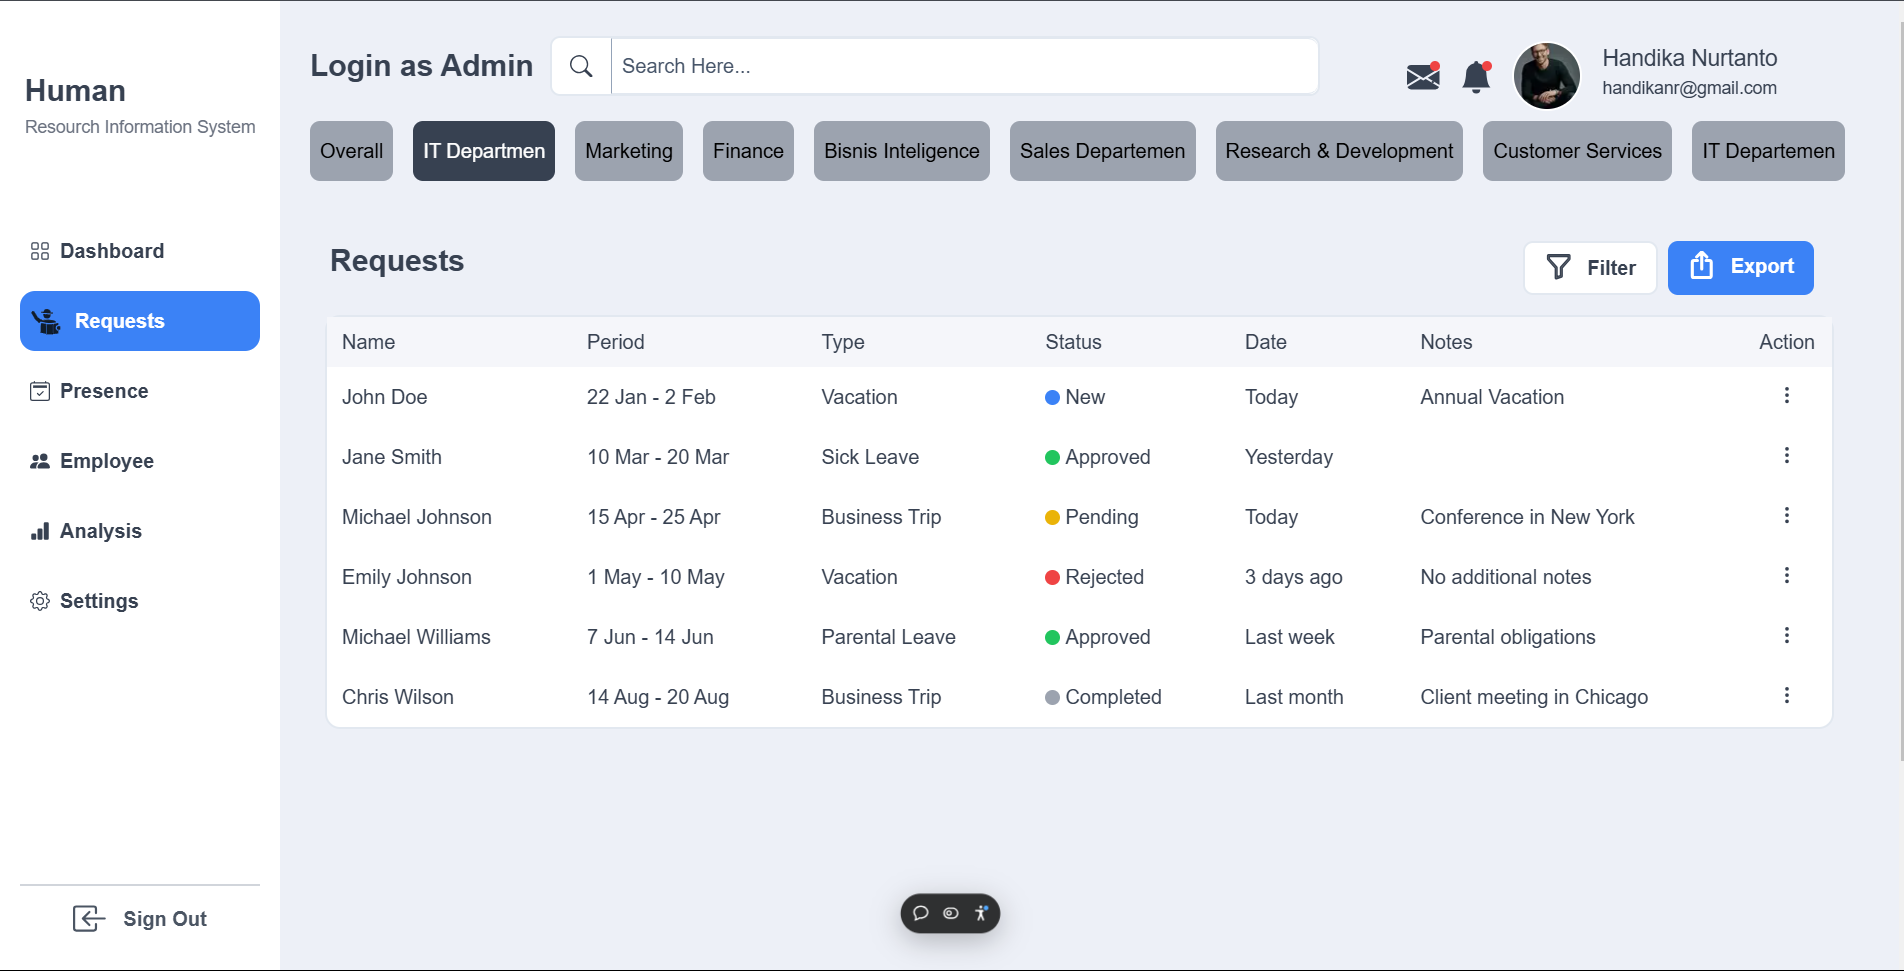 Human
Resourch Information System
Dashboard
Requests
Presence
Employee
Analysis
Settings
Sign Out
Login as Admin
Search Here...
Handika Nurtanto
handikanr@gmail.com
Overall IT Departmen Marketing Finance Bisnis Inteligence Sales Departemen Research & Development Customer Services IT Departemen
Requests
Filter Export
Name Period Type Status Date Notes Action
John Doe 22 Jan - 2 Feb Vacation New Today Annual Vacation
Jane Smith 10 Mar - 20 Mar Sick Leave Approved Yesterday
Michael Johnson 15 Apr - 25 Apr Business Trip Pending Today Conference in New York
Emily Johnson 1 May - 10 May Vacation Rejected 3 days ago No additional notes
Michael Williams 7 Jun - 14 Jun Parental Leave Approved Last week Parental obligations
Chris Wilson 14 Aug - 20 Aug Business Trip Completed Last month Client meeting in Chicago